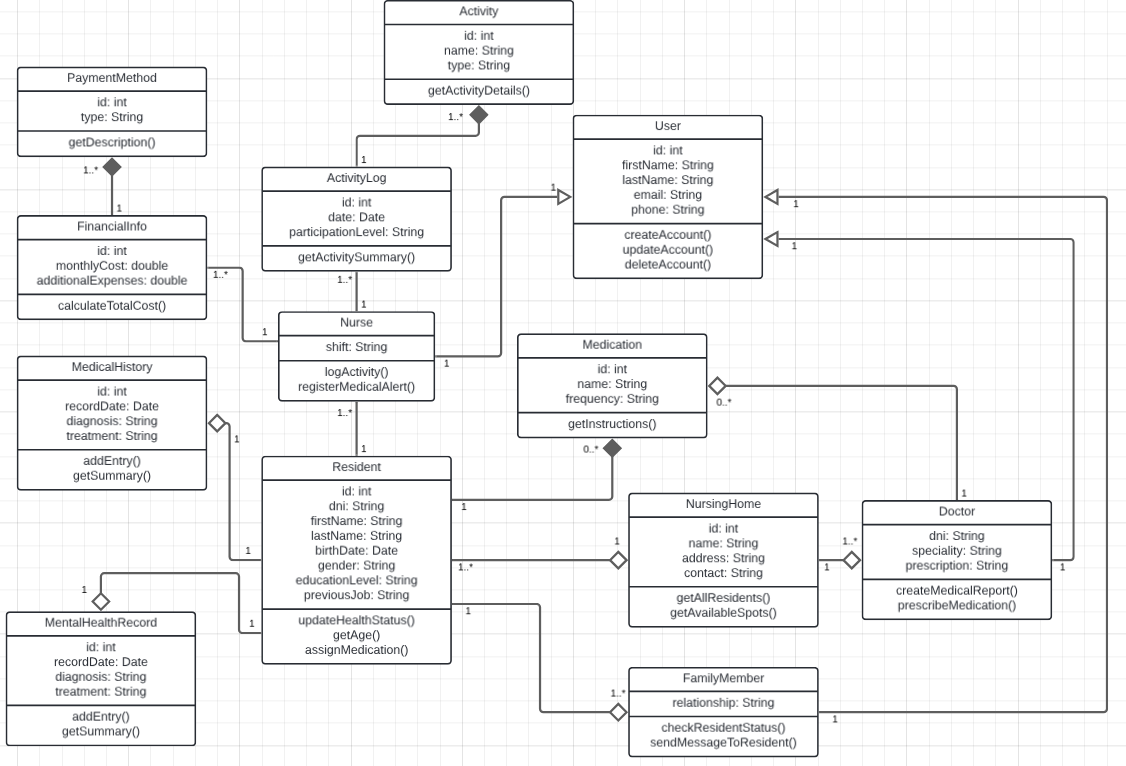 Activity
id: int
name: String
type: String
getActivityDetails()
1..*
PaymentMethod
id: int
type: String
getDescription()
1..*
1
FinancialInfo
id: int
monthlyCost: double
additionalExpenses: double
calculateTotalCost()
1..*
1
1
ActivityLog
id: int
date: Date
participationLevel: String
getActivitySummary()
1..*
1
User
id: int
firstName: String
lastName: String
email: String
phone: String
createAccount()
updateAccount()
deleteAccount()
1
1
1
Nurse
shift: String
logActivity()
registerMedicalAlert()
1
1..*
1
Medication
id: int
name: String
frequency: String
getInstructions()
0..*
0..*
MedicalHistory
id: int
recordDate: Date
diagnosis: String
treatment: String
addEntry()
getSummary()
1
1
Resident
id: int
dni: String
firstName: String
lastName: String
birthDate: Date
gender: String
educationLevel: String
previousJob: String
updateHealthStatus()
getAge()
assignMedication()
1
1..*
1
1
NursingHome
id: int
name: String
address: String
contact: String
getAllResidents()
getAvailableSpots()
1
1
1..*
1
Doctor
dni: String
speciality: String
prescription: String
createMedicalReport()
prescribeMedication()
1
1
MentalHealthRecord
id: int
recordDate: Date
diagnosis: String
treatment: String
addEntry()
getSummary()
1..*
FamilyMember
relationship: String
checkResidentStatus()
sendMessageToResident()
1